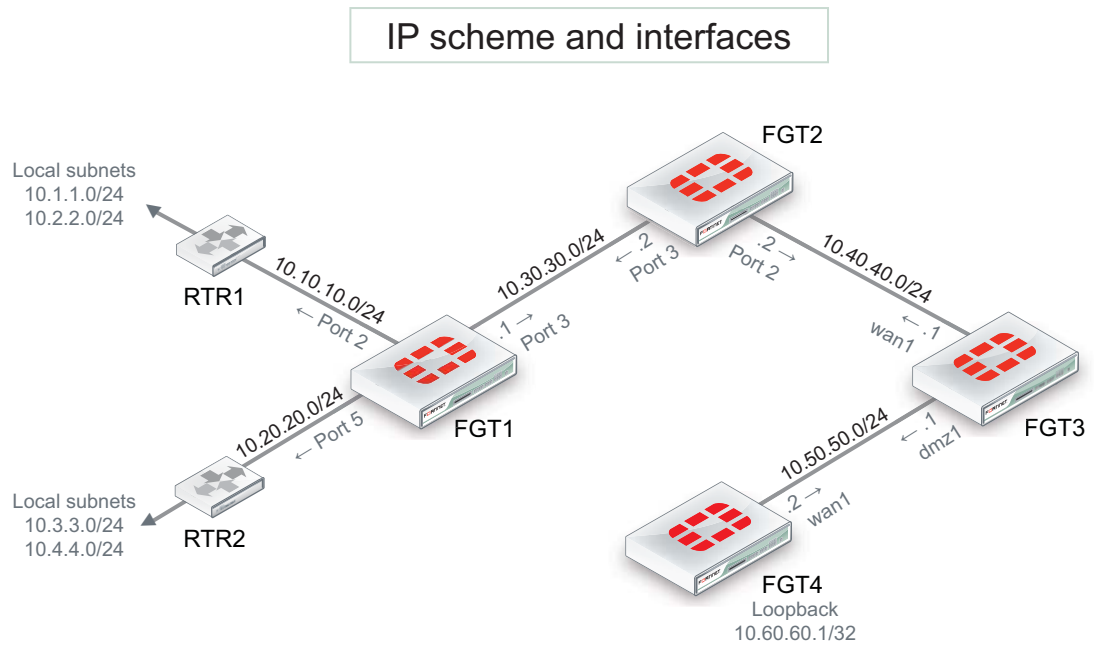 IP scheme and interfaces
FGT2
Local subnets
10.1.1.0/24
10.2.2.0/24
RTR1
10.10.10.0/24
← Port 2
10.30.30.0/24
← .2
Port 3
.1 →
Port 3
.2 →
Port 2
10.40.40.0/24
← .1
wan1
FORTINET
FORTINET
FGT1
FORTINET
FGT3
10.20.20.0/24
← Port 5
10.50.50.0/24
← .1
dmz1
.2 →
wan1
Local subnets
10.3.3.0/24
10.4.4.0/24
RTR2
FORTINET
FGT4
Loopback
10.60.60.1/32